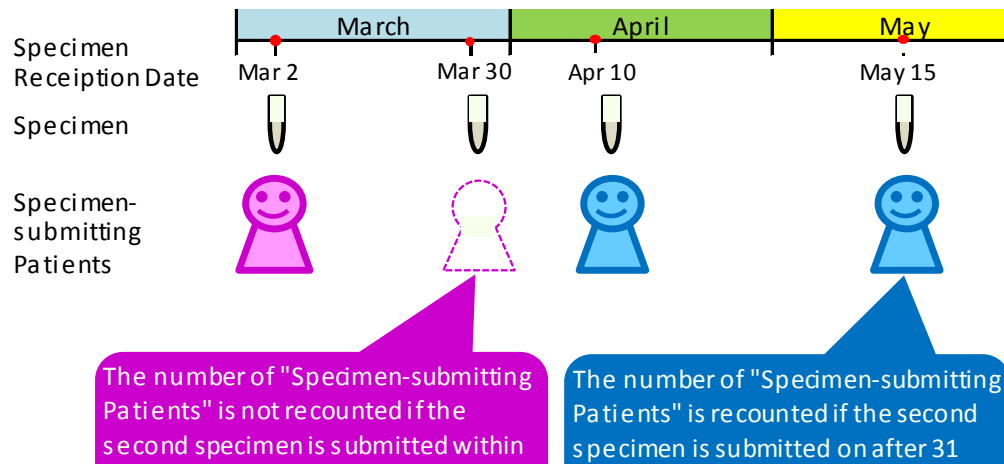 March April May
Specimen
Receiption Date
Mar 2 Mar 30 Apr 10 May 15
Specimen
Specimen-
submitting
Patients
The number of "Specimen-submitting
Patients" is not recounted if the
second specimen is submitted within
The number of "Specimen-submitting
Patients" is recounted if the second
specimen is submitted on after 31